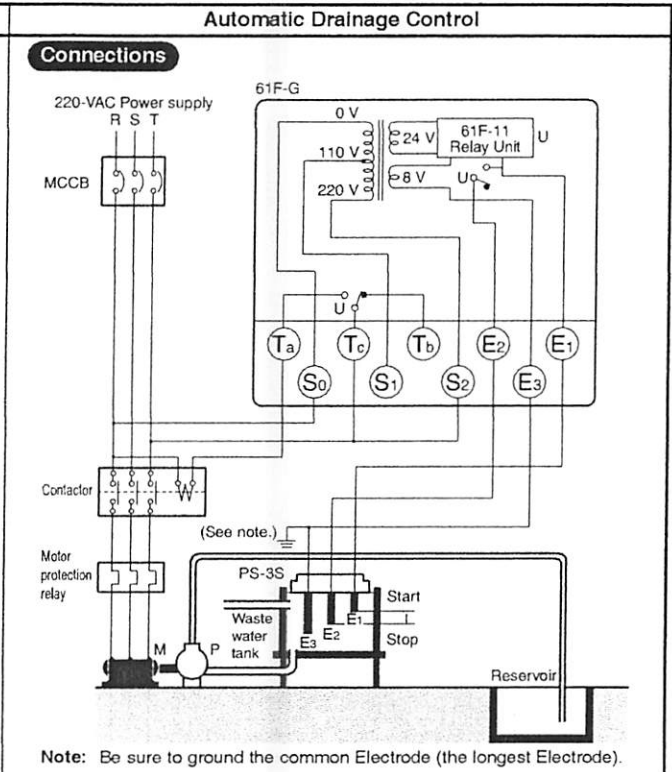 Automatic Drainage Control
Connections
61F-G
220-VAC Power supply
R S T
MCCB
0 V
110 V
220 V
24 V
8 V
61F-11
Relay Unit
U
U
U
Ta
Tc
Tb
E2
E1
S0
S1
S2
E3
Contactor
(See note.)
Motor
protection
relay
PS-3S
Start
Waste
water
tank
E1
E2
E3
Stop
M
P
Reservoir
Note: Be sure to ground the common Electrode (the longest Electrode).